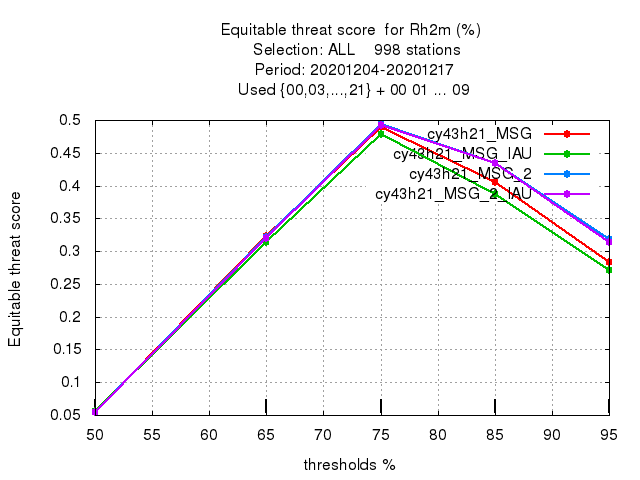 Equitable threat score  for Rh2m (%)
Selection: ALL    998 stations
Period: 20201204-20201217
Used {00,03,...,21} + 00 01 ... 09
0.5
0.45
0.4
0.35
0.3
0.25
0.2
0.15
0.1
0.05
Equitable threat score
cy43h21_MSG
cy43h21_MSG_IAU
cy43h21_MSG_2
cy43h21_MSG_2_IAU
50 55 60 65 70 75 80 85 90 95
thresholds %